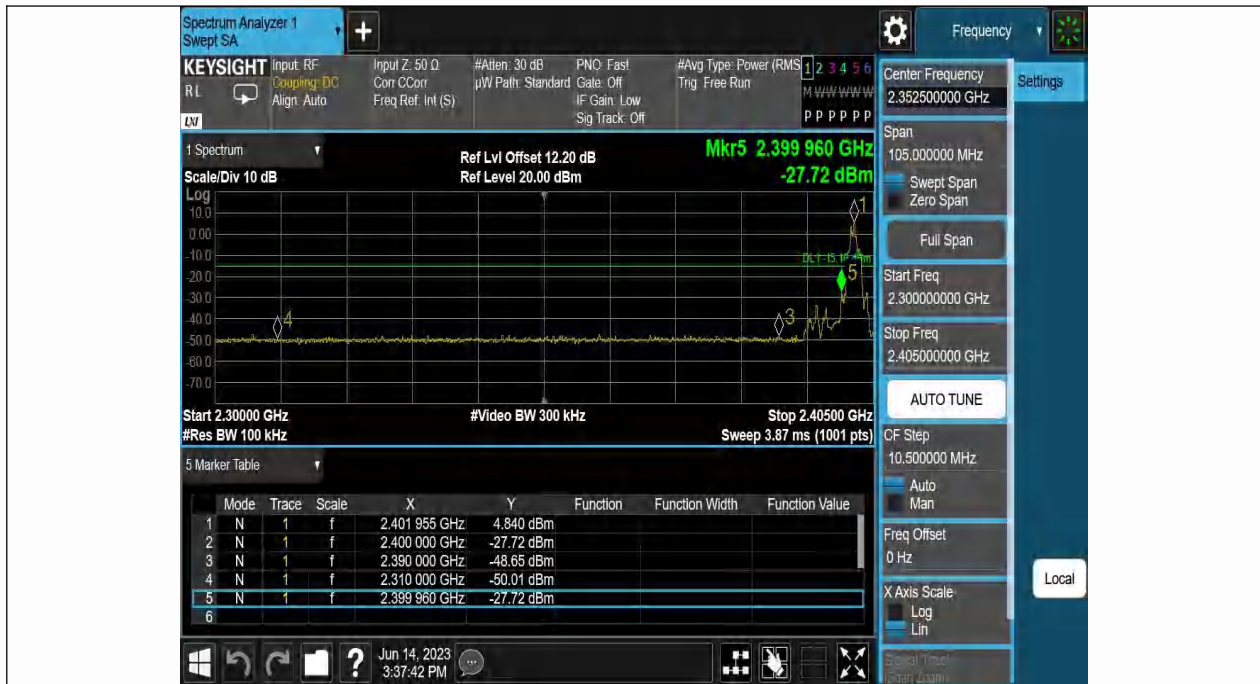 Spectrum Analyzer 1
Swept SA
+
Frequency
KEYSIGHT
RL
LXI
Input: RF
Coupling: DC
Align: Auto
Input Z: 50 Ω
Corr CCorr
Freq Ref: Int (S)
#Atten: 30 dB
µW Path: Standard
PNO: Fast
Gate: Off
IF Gain: Low
Sig Track: Off
#Avg Type: Power (RMS
Trig: Free Run
1 2 3 4 5 6
M W W W W W
P P P P P P
1 Spectrum
Scale/Div 10 dB
Ref Lvl Offset 12.20 dB
Ref Level 20.00 dBm
Mkr5 2.399 960 GHz
-27.72 dBm
Log
10.0
0.00
-10.0
-20.0
-30.0
-40.0
-50.0
-60.0
-70.0
1
5
3
4
Start 2.30000 GHz
#Video BW 300 kHz
Stop 2.40500 GHz
#Res BW 100 kHz
Sweep 3.87 ms (1001 pts)
5 Marker Table
Mode Trace Scale X Y Function Function Width Function Value
1 N 1 f 2.401 955 GHz 4.840 dBm
2 N 1 f 2.400 000 GHz -27.72 dBm
3 N 1 f 2.390 000 GHz -48.65 dBm
4 N 1 f 2.310 000 GHz -50.01 dBm
5 N 1 f 2.399 960 GHz -27.72 dBm
6
?
Jun 14, 2023
3:37:42 PM
Center Frequency
2.352500000 GHz
Settings
Span
105.000000 MHz
Swept Span
Zero Span
Full Span
Start Freq
2.300000000 GHz
Stop Freq
2.405000000 GHz
AUTO TUNE
CF Step
10.500000 MHz
Auto
Man
Freq Offset
0 Hz
X Axis Scale
Log
Lin
Local